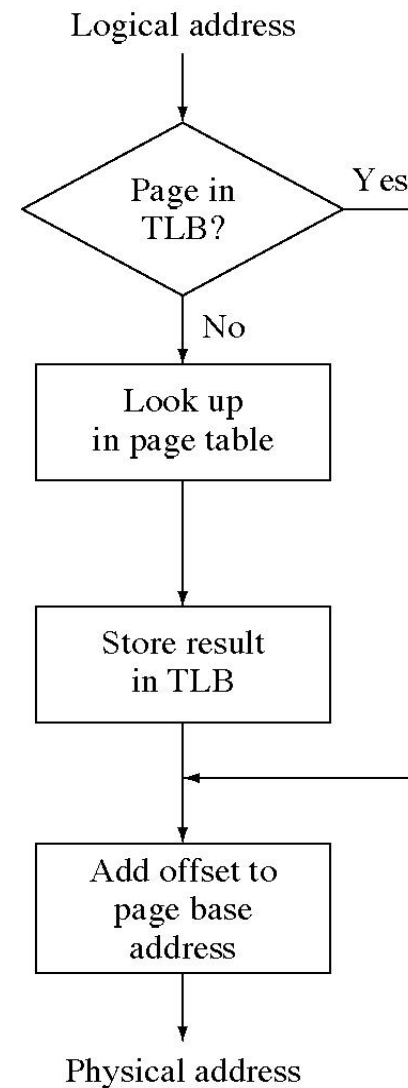 Logical address
Page in
TLB?
Yes
No
Look up
in page table
Store result
in TLB
Add offset to
page base
address
Physical address